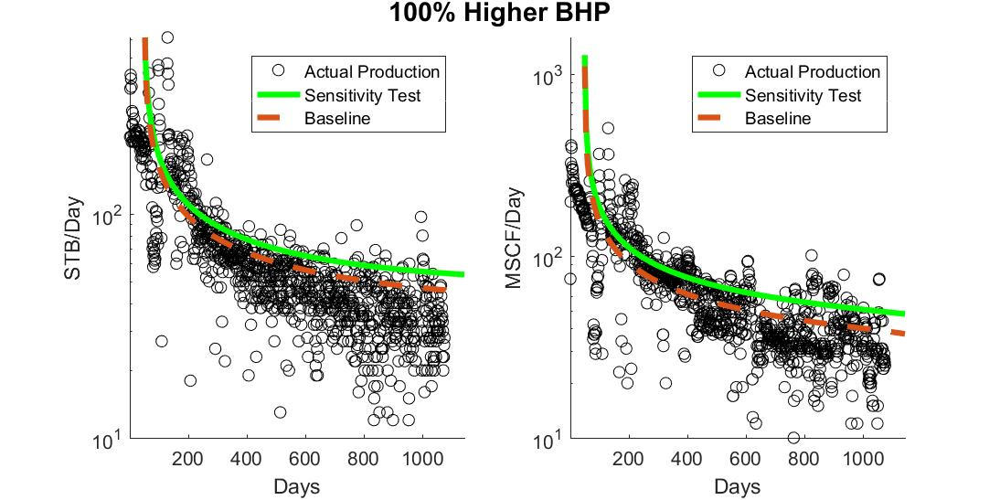 100% Higher BHP
Actual Production
Sensitivity Test
Baseline
STB/Day
10^2
10^1
200 400 600 800 1000
Days
Actual Production
Sensitivity Test
Baseline
MSCF/Day
10^3
10^2
10^1
200 400 600 800 1000
Days